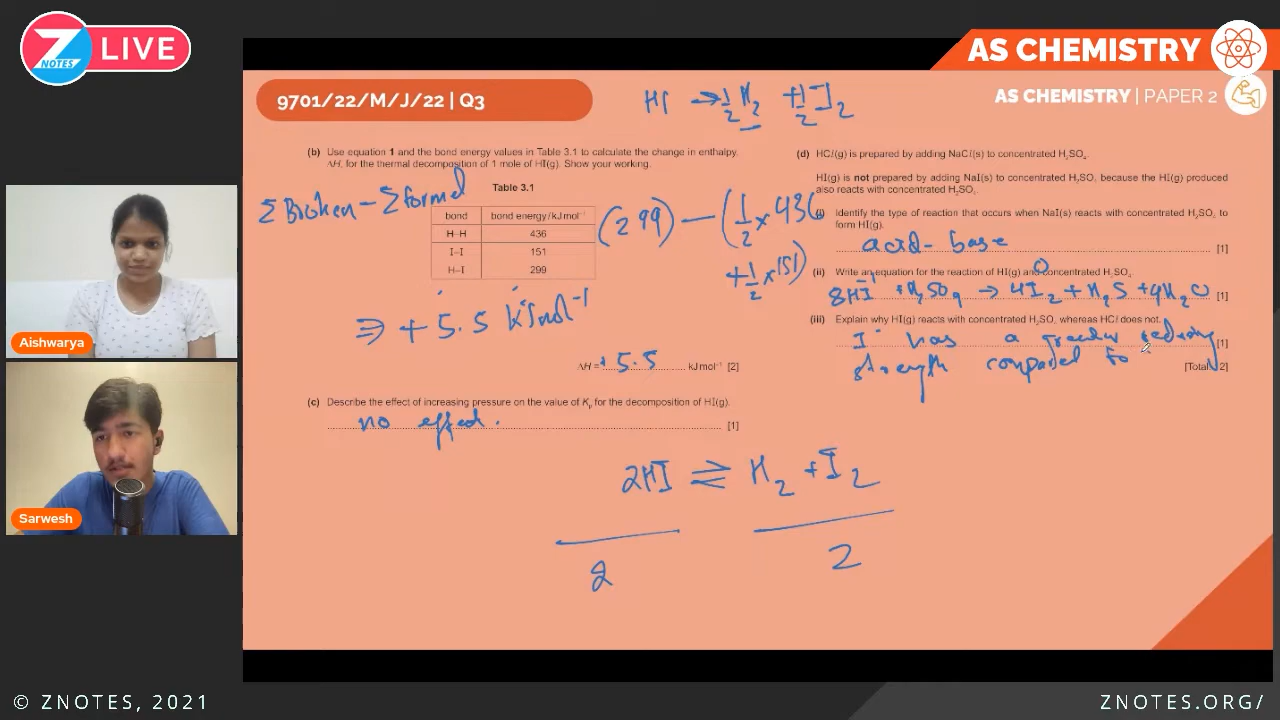 Z NOTES LIVE
AS CHEMISTRY
AS CHEMISTRY | PAPER 2
9701/22/M/J/22 | Q3
HI → 1/2 H2 + 1/2 I2
(b) Use equation 1 and the bond energy values in Table 3.1 to calculate the change in enthalpy,
ΔH, for the thermal decomposition of 1 mole of HI(g). Show your working.
Σ Broken – Σ formed
Table 3.1
bond bond energy/kJ mol⁻¹
H–H 436
I–I 151
H–I 299
(299) — (1/2 × 436
+ 1/2 × 151)
⇒ + 5.5 KJmol⁻¹
ΔH = + 5.5 kJ mol⁻¹ [2]
(c) Describe the effect of increasing pressure on the value of Kp for the decomposition of HI(g).
no effect. [1]
2HI ⇌ H2 + I2
2 2
(d) HCl(g) is prepared by adding NaCl(s) to concentrated H2SO4.
HI(g) is not prepared by adding NaI(s) to concentrated H2SO4 because the HI(g) produced
also reacts with concentrated H2SO4.
(i) Identify the type of reaction that occurs when NaI(s) reacts with concentrated H2SO4 to
form HI(g).
acid-base [1]
(ii) Write an equation for the reaction of HI(g) and concentrated H2SO4.
-1 0
8HI + H2SO4 → 4I2 + H2S + 4H2O [1]
(iii) Explain why HI(g) reacts with concentrated H2SO4 whereas HCl does not.
I⁻ has a greater reducing [1]
strength compared to
[Total: 2]
Aishwarya
Sarwesh
© ZNOTES, 2021
ZNOTES.ORG/